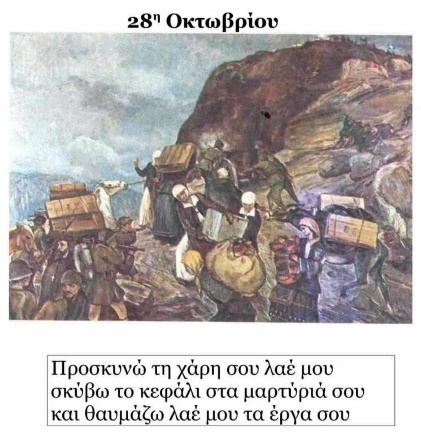 28η Οκτωβρίου
Προσκυνώ τη χάρη σου λαέ μου
σκύβω το κεφάλι στα μαρτύριά σου
και θαυμάζω λαέ μου τα έργα σου